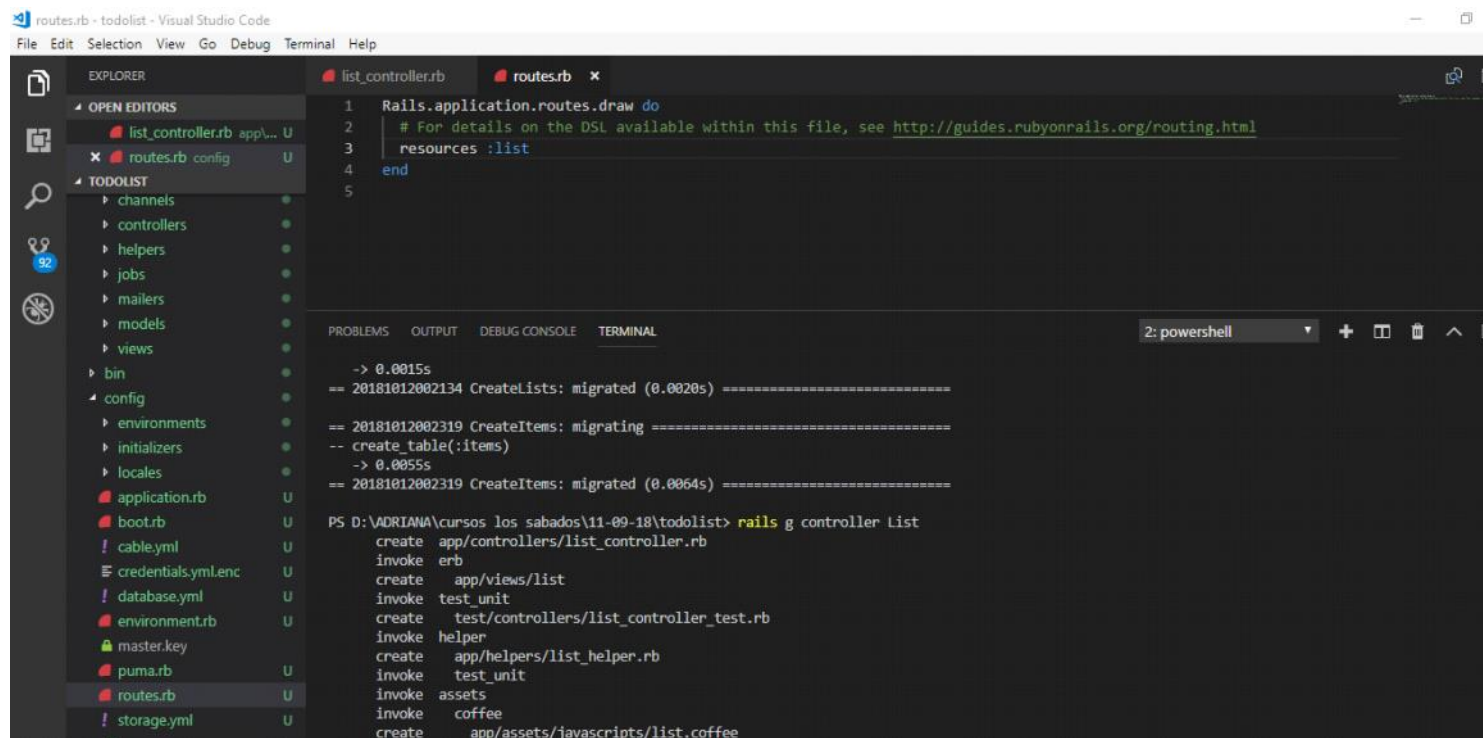 routes.rb - todolist - Visual Studio Code
File Edit Selection View Go Debug Terminal Help
EXPLORER
OPEN EDITORS
list_controller.rb app\... U
routes.rb config U
TODOLIST
channels
controllers
helpers
jobs
mailers
models
views
bin
config
environments
initializers
locales
application.rb U
boot.rb U
cable.yml U
credentials.yml.enc U
database.yml U
environment.rb U
master.key
puma.rb U
routes.rb U
storage.yml U
92
list_controller.rb routes.rb
1 Rails.application.routes.draw do
2 # For details on the DSL available within this file, see http://guides.rubyonrails.org/routing.html
3 resources :list
4 end
5
PROBLEMS OUTPUT DEBUG CONSOLE TERMINAL 2: powershell
-> 0.0015s
== 20181012002134 CreateLists: migrated (0.0020s) =============================
== 20181012002319 CreateItems: migrating ======================================
-- create_table(:items)
-> 0.0055s
== 20181012002319 CreateItems: migrated (0.0064s) =============================
PS D:\ADRIANA\cursos los sabados\11-09-18\todolist> rails g controller List
create app/controllers/list_controller.rb
invoke erb
create app/views/list
invoke test_unit
create test/controllers/list_controller_test.rb
invoke helper
create app/helpers/list_helper.rb
invoke test_unit
invoke assets
invoke coffee
create app/assets/javascripts/list.coffee